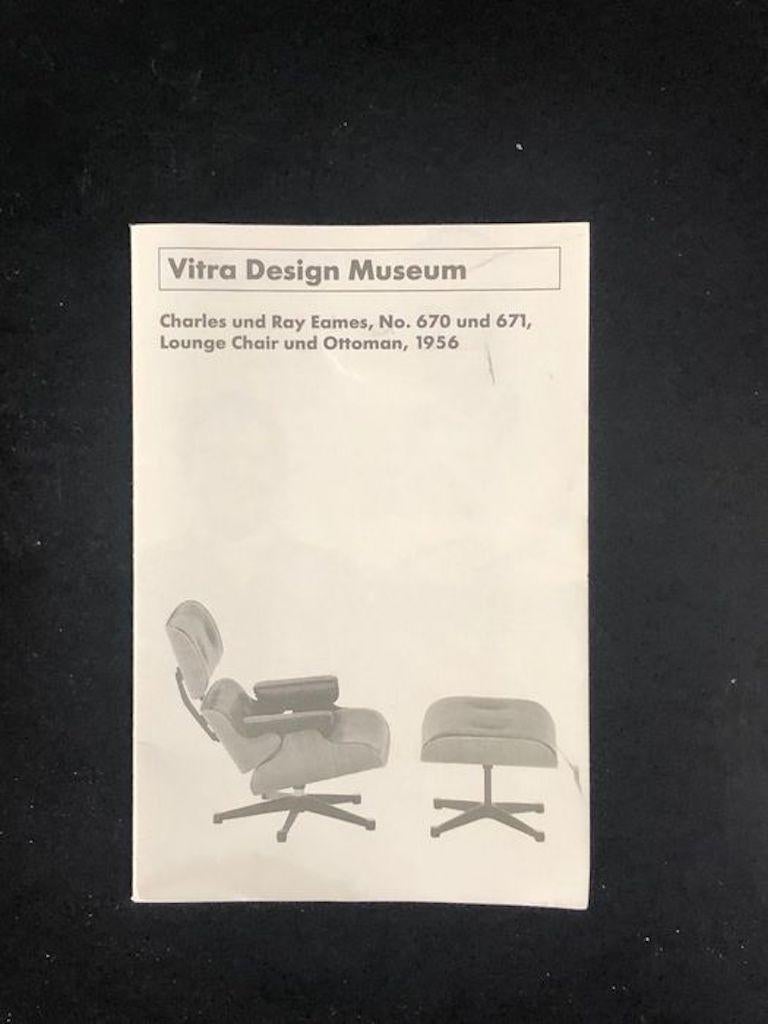 Vitra Design Museum
Charles und Ray Eames, No. 670 und 671,
Lounge Chair und Ottoman, 1956